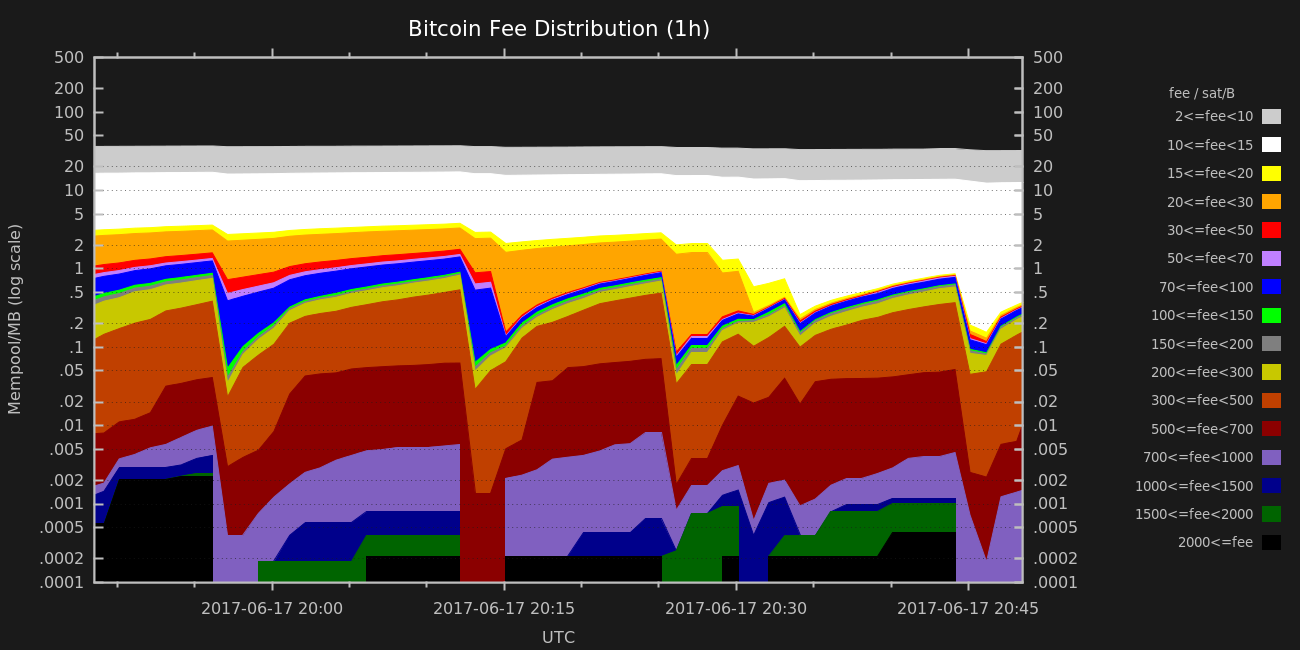 Bitcoin Fee Distribution (1h)
500
200
100
50
20
10
5
2
1
.5
.2
.1
.05
.02
.01
.005
.002
.001
.0005
.0002
.0001
Mempool/MB (log scale)
500
200
100
50
20
10
5
2
1
.5
.2
.1
.05
.02
.01
.005
.002
.001
.0005
.0002
.0001
2017-06-17 20:00
2017-06-17 20:15
2017-06-17 20:30
2017-06-17 20:45
UTC
fee / sat/B
2<=fee<10
10<=fee<15
15<=fee<20
20<=fee<30
30<=fee<50
50<=fee<70
70<=fee<100
100<=fee<150
150<=fee<200
200<=fee<300
300<=fee<500
500<=fee<700
700<=fee<1000
1000<=fee<1500
1500<=fee<2000
2000<=fee